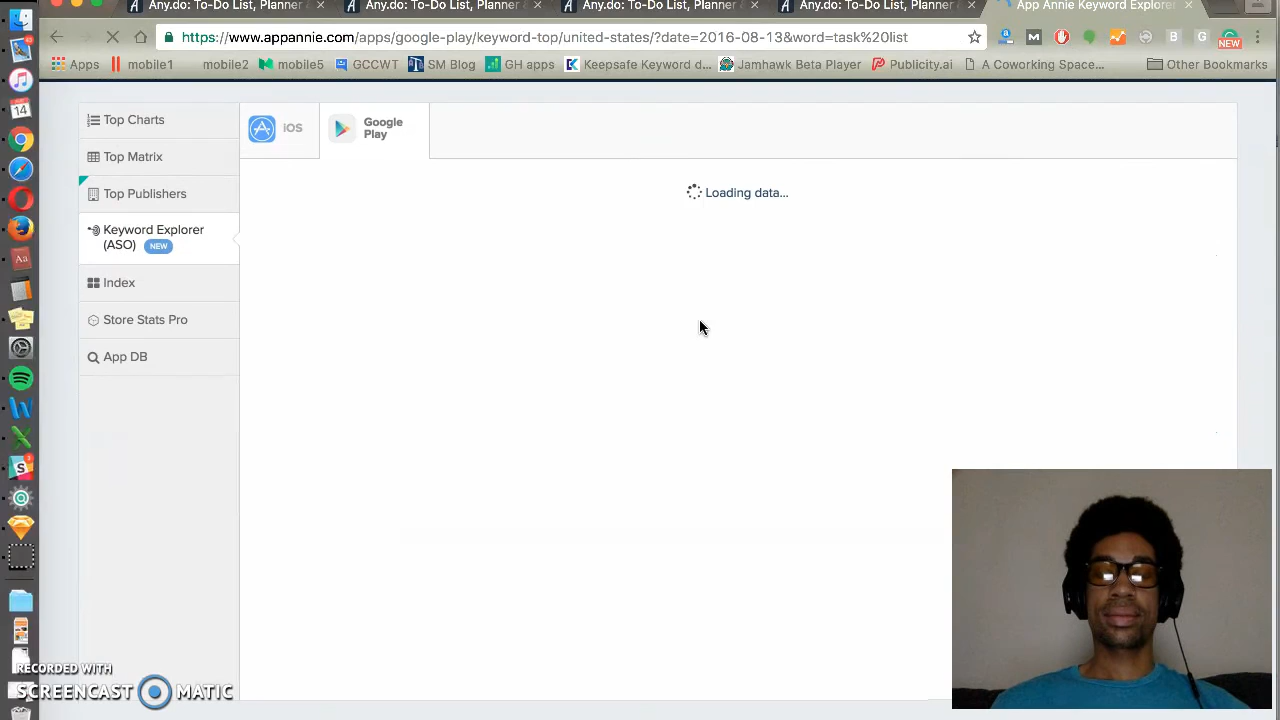 Any.do: To-Do List, Planner
Any.do: To-Do List, Planner
Any.do: To-Do List, Planner
Any.do: To-Do List, Planner
App Annie Keyword Explorer
https://www.appannie.com/apps/google-play/keyword-top/united-states/?date=2016-08-13&word=task%20list
NEW
Apps
mobile1
mobile2
mobile5
GCCWT
SM Blog
GH apps
Keepsafe Keyword d...
Jamhawk Beta Player
Publicity.ai
A Coworking Space...
Other Bookmarks
14
Top Charts
Top Matrix
Top Publishers
Keyword Explorer
(ASO) NEW
Index
Store Stats Pro
App DB
iOS
Google
Play
Loading data...
RECORDED WITH
SCREENCAST MATIC